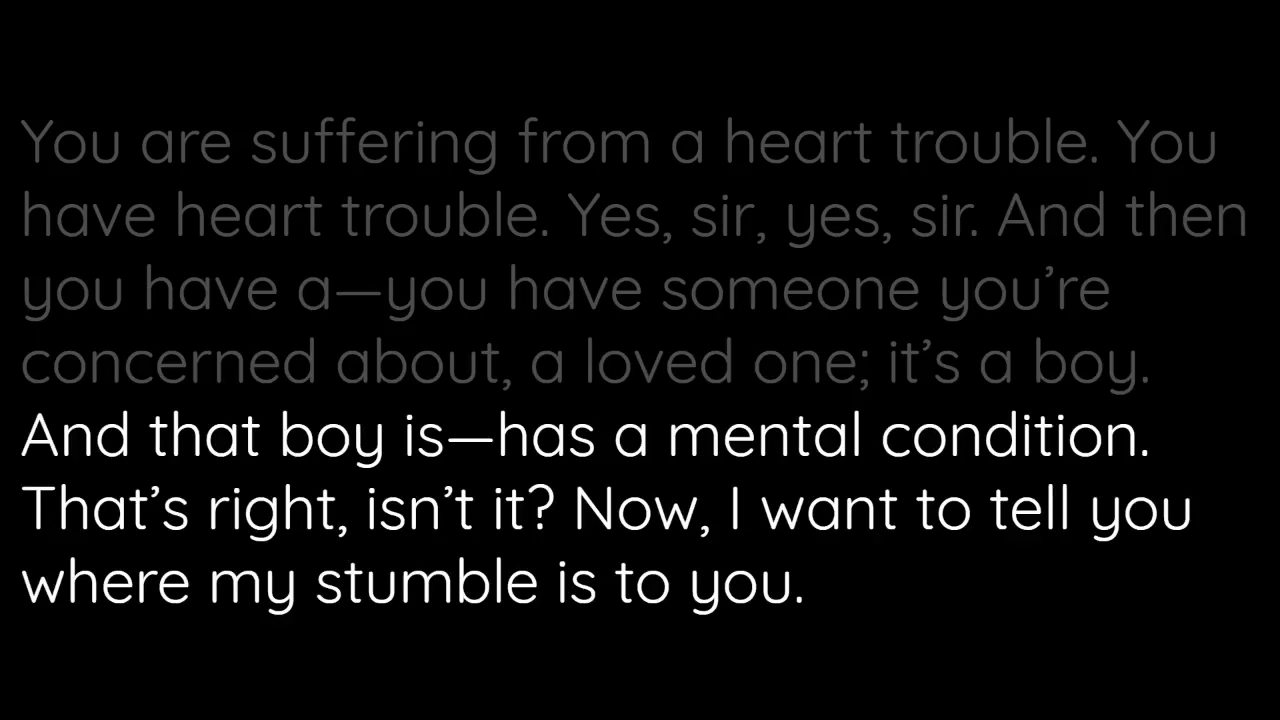 You are suffering from a heart trouble. You
have heart trouble. Yes, sir, yes, sir. And then
you have a—you have someone you’re
concerned about, a loved one; it’s a boy.
And that boy is—has a mental condition.
That’s right, isn’t it? Now, I want to tell you
where my stumble is to you.